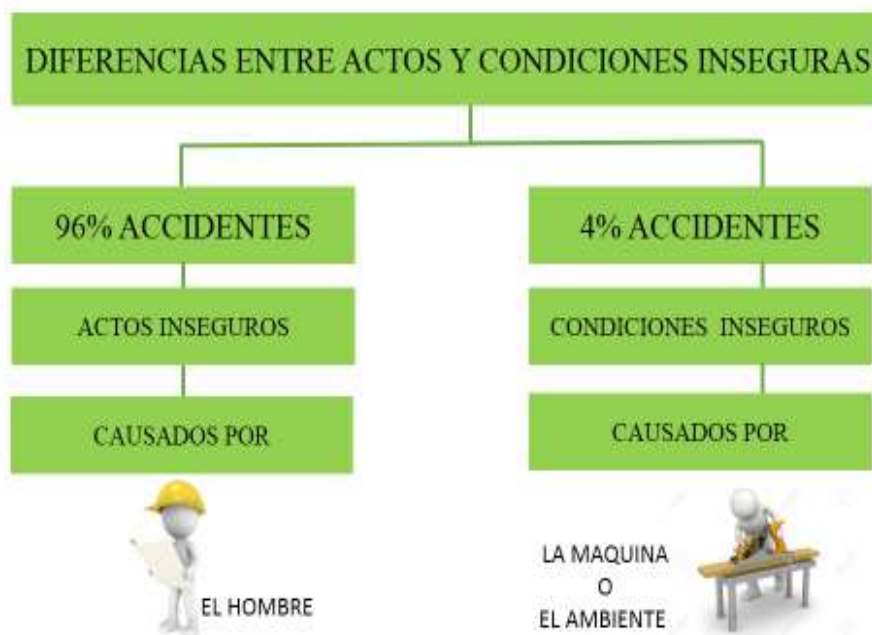 DIFERENCIAS ENTRE ACTOS Y CONDICIONES INSEGURAS
96% ACCIDENTES
ACTOS INSEGUROS
CAUSADOS POR
EL HOMBRE
4% ACCIDENTES
CONDICIONES INSEGUROS
CAUSADOS POR
LA MAQUINA
O
EL AMBIENTE